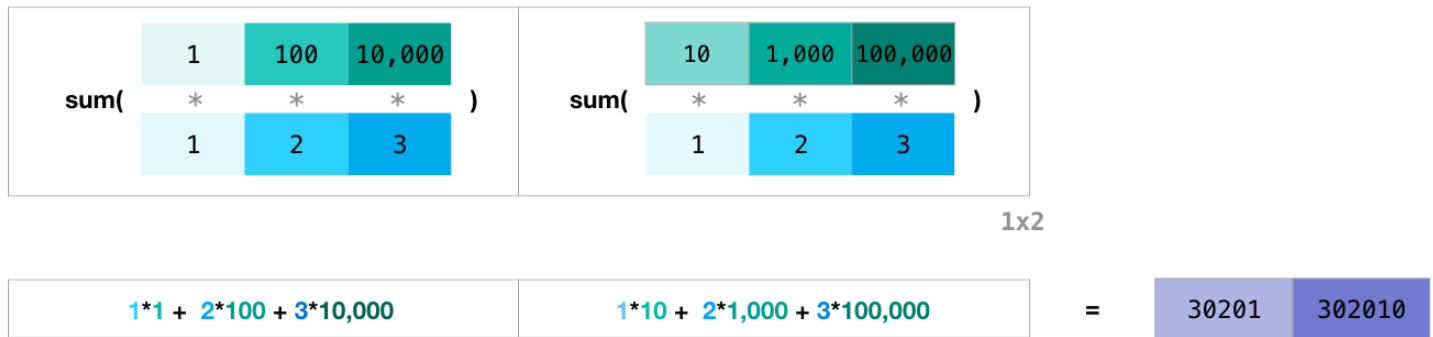 1 100 10,000 10 1,000 100,000
sum( * * * ) sum( * * * )
1 2 3 1 2 3
1x2
1*1 + 2*100 + 3*10,000 1*10 + 2*1,000 + 3*100,000 = 30201 302010